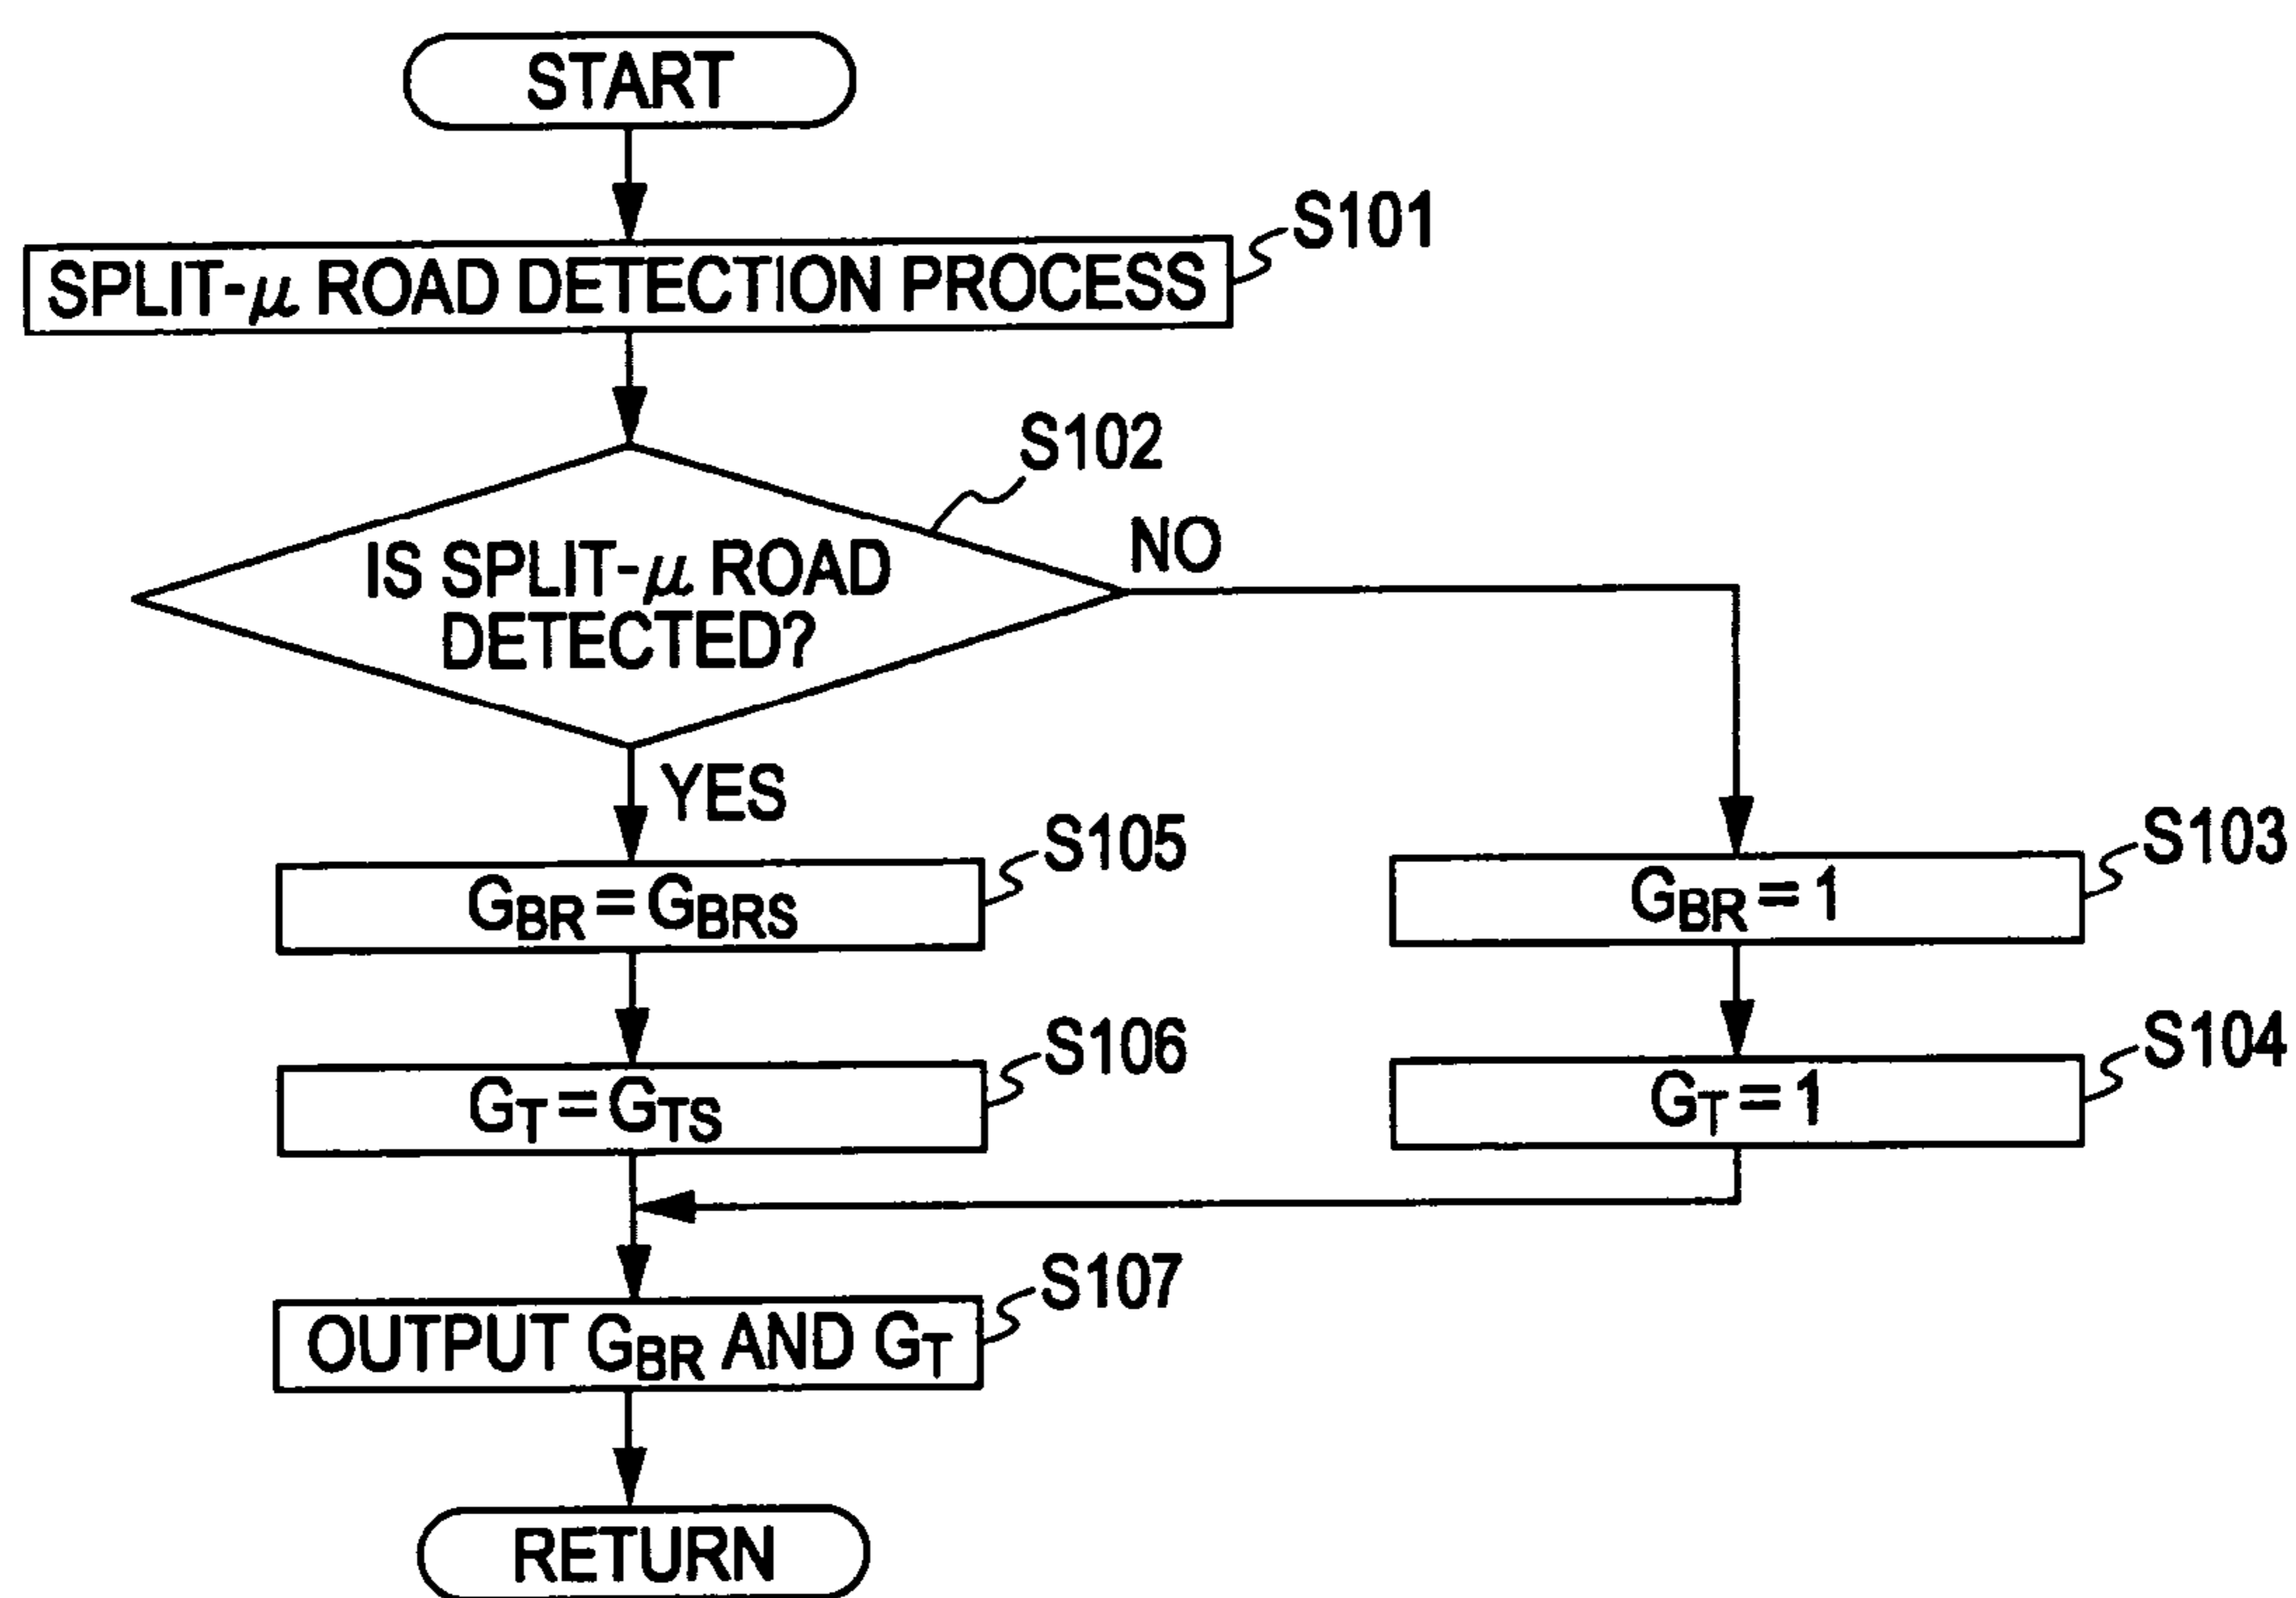 START
SPLIT-μ ROAD DETECTION PROCESS
S101
S102
IS SPLIT-μ ROAD
DETECTED?
NO
YES
S105
GBR = GBRS
S103
GBR = 1
S106
GT = GTS
S104
GT = 1
S107
OUTPUT GBR AND GT
RETURN